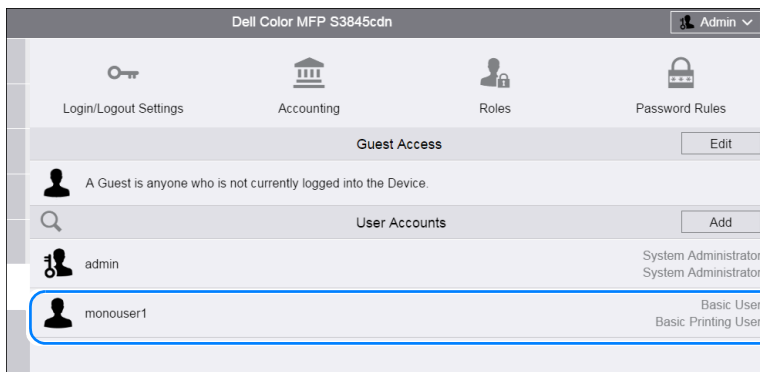 Dell Color MFP S3845cdn
Admin
Login/Logout Settings
Accounting
Roles
Password Rules
Guest Access
Edit
A Guest is anyone who is not currently logged into the Device.
User Accounts
Add
admin
System Administrator
System Administrator
monouser1
Basic User
Basic Printing User